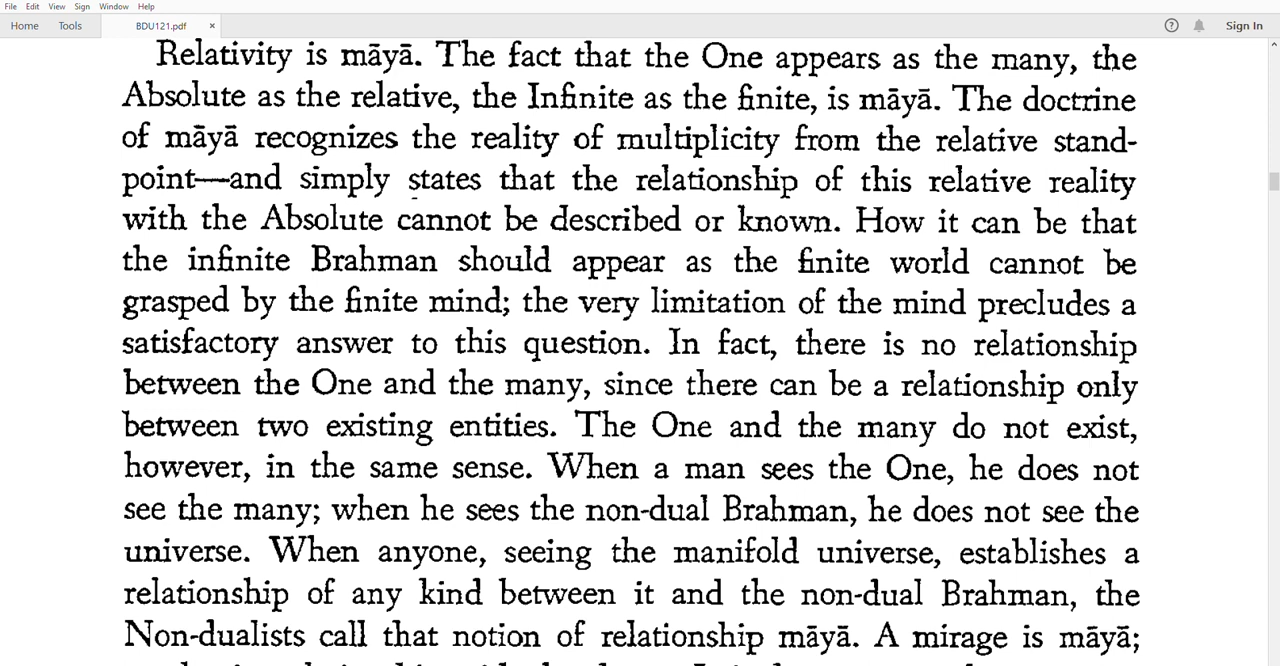 File Edit View Sign Window Help
Home Tools BDU121.pdf × ? Sign In
Relativity is māyā. The fact that the One appears as the many, the
Absolute as the relative, the Infinite as the finite, is māyā. The doctrine
of māyā recognizes the reality of multiplicity from the relative stand-
point—and simply states that the relationship of this relative reality
with the Absolute cannot be described or known. How it can be that
the infinite Brahman should appear as the finite world cannot be
grasped by the finite mind; the very limitation of the mind precludes a
satisfactory answer to this question. In fact, there is no relationship
between the One and the many, since there can be a relationship only
between two existing entities. The One and the many do not exist,
however, in the same sense. When a man sees the One, he does not
see the many; when he sees the non-dual Brahman, he does not see the
universe. When anyone, seeing the manifold universe, establishes a
relationship of any kind between it and the non-dual Brahman, the
Non-dualists call that notion of relationship māyā. A mirage is māyā;